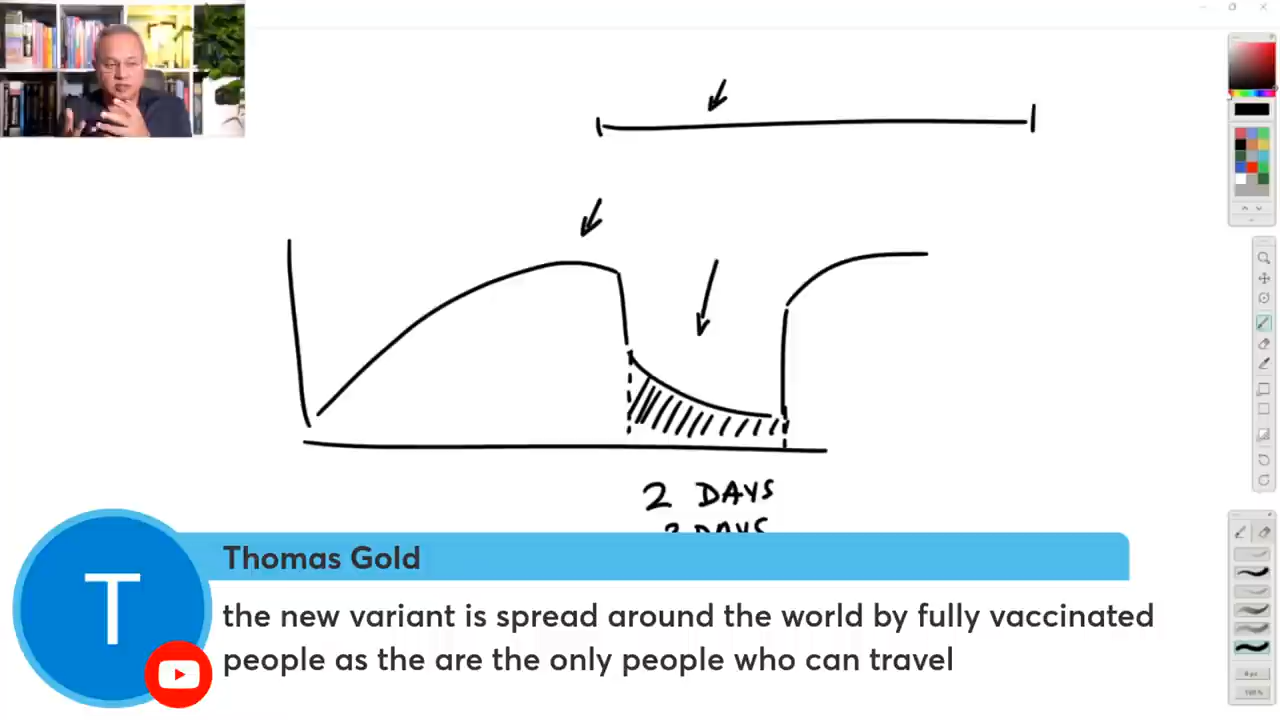 2 DAYS
DAYS
Thomas Gold
T
the new variant is spread around the world by fully vaccinated
people as the are the only people who can travel